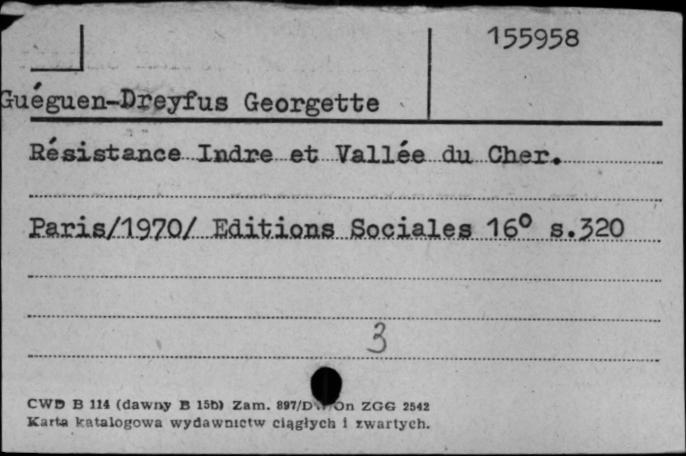 155958
Guéguen-Dreyfus Georgette
Résistance Indre et Vallée du Cher.
Paris/1970/ Editions Sociales 16° s.320
3
CWD B 114 (dawny B 15b) Zam. 897/D On ZGG 2542
Karta katalogowa wydawnictw ciągłych i zwartych.